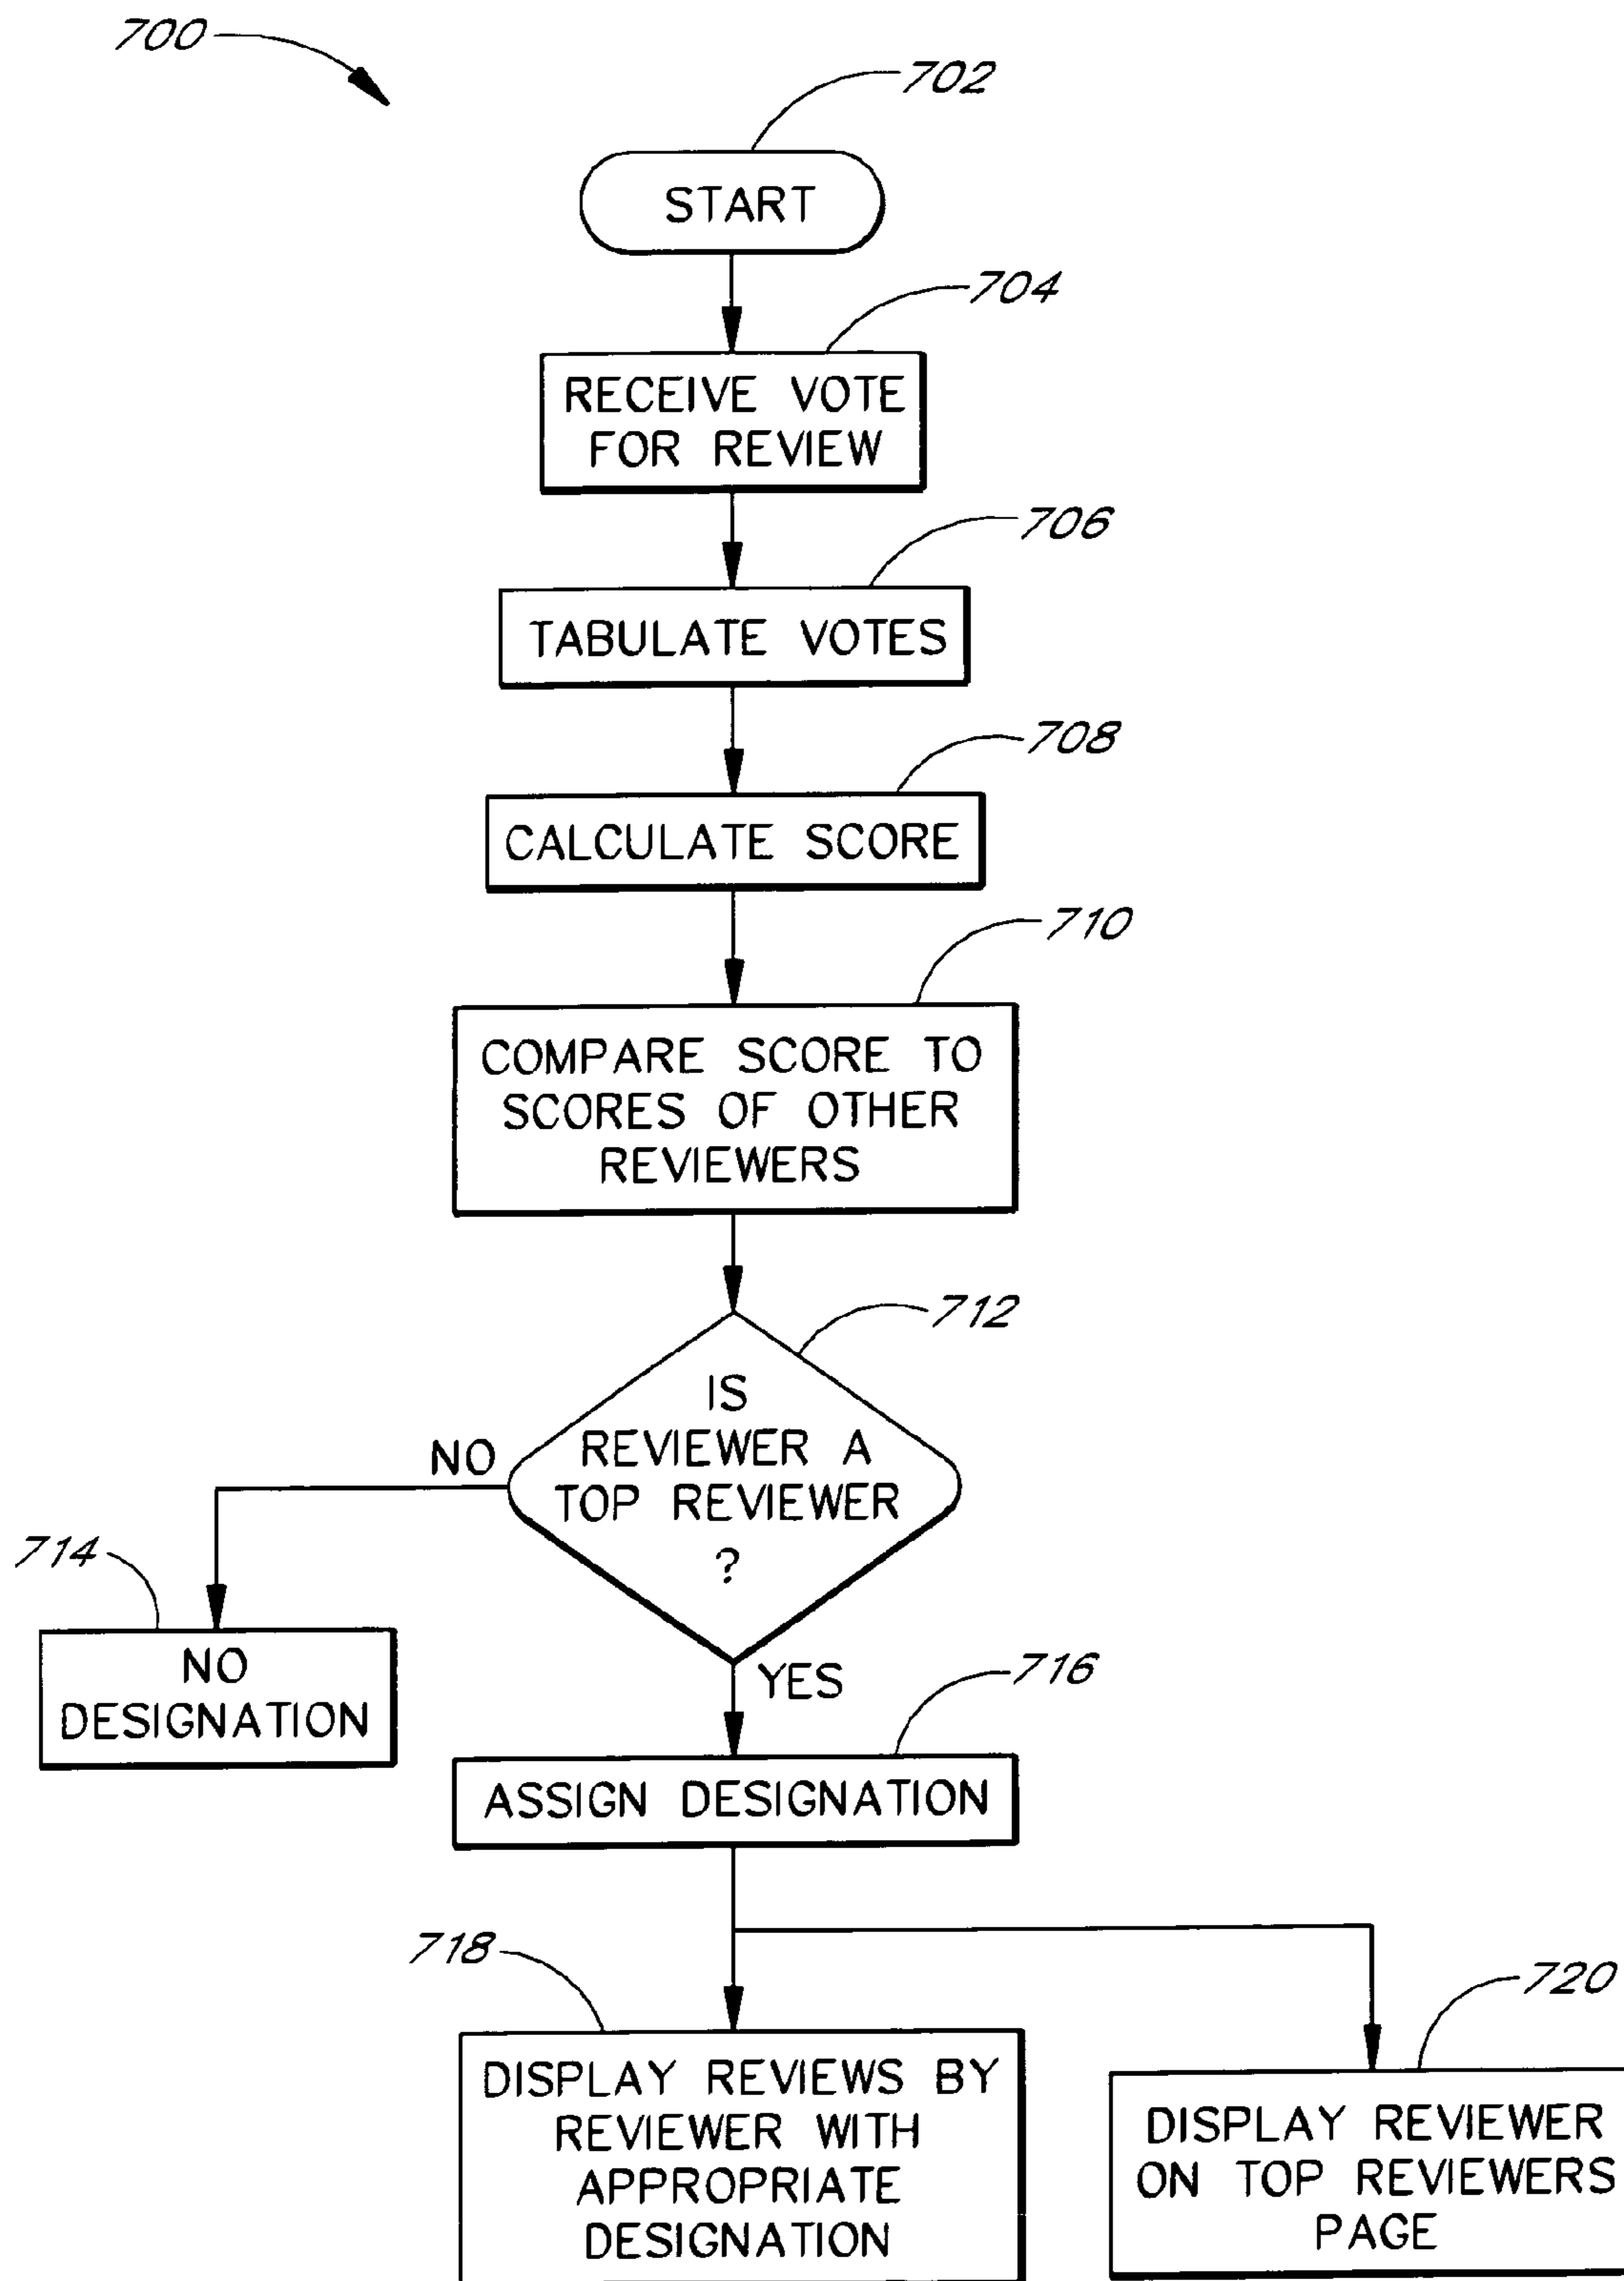 700
702
START
704
RECEIVE VOTE
FOR REVIEW
706
TABULATE VOTES
708
CALCULATE SCORE
710
COMPARE SCORE TO
SCORES OF OTHER
REVIEWERS
712
IS
REVIEWER A
TOP REVIEWER
?
NO
714
NO
DESIGNATION
YES
716
ASSIGN DESIGNATION
718
DISPLAY REVIEWS BY
REVIEWER WITH
APPROPRIATE
DESIGNATION
720
DISPLAY REVIEWER
ON TOP REVIEWERS
PAGE